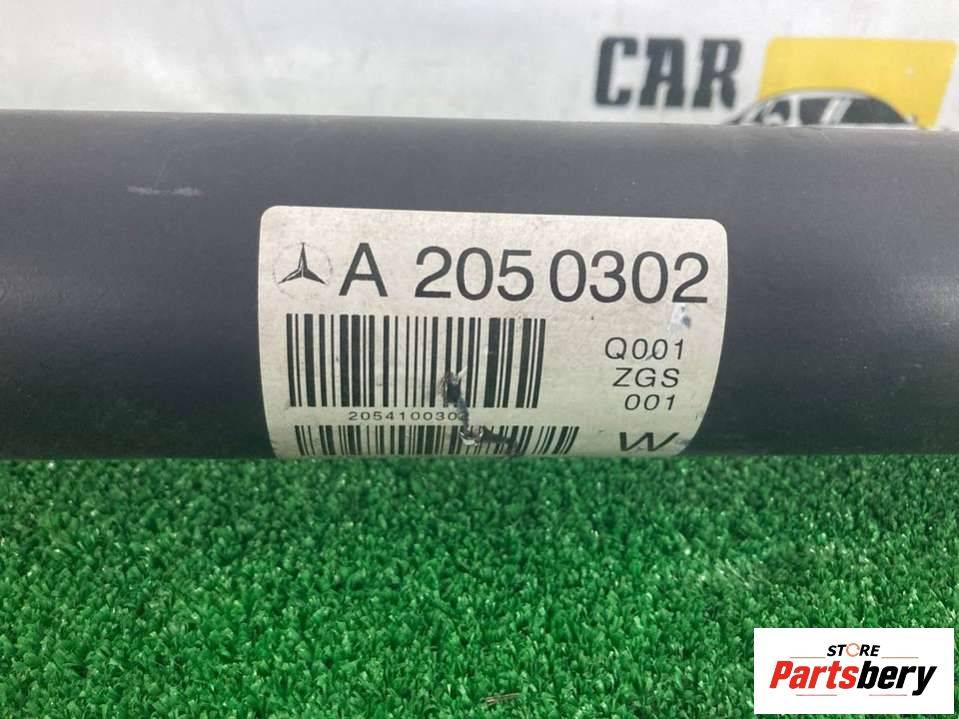 CAR
A 205 0302
Q001
ZGS
001
2054100302
W
STORE
Partsbery